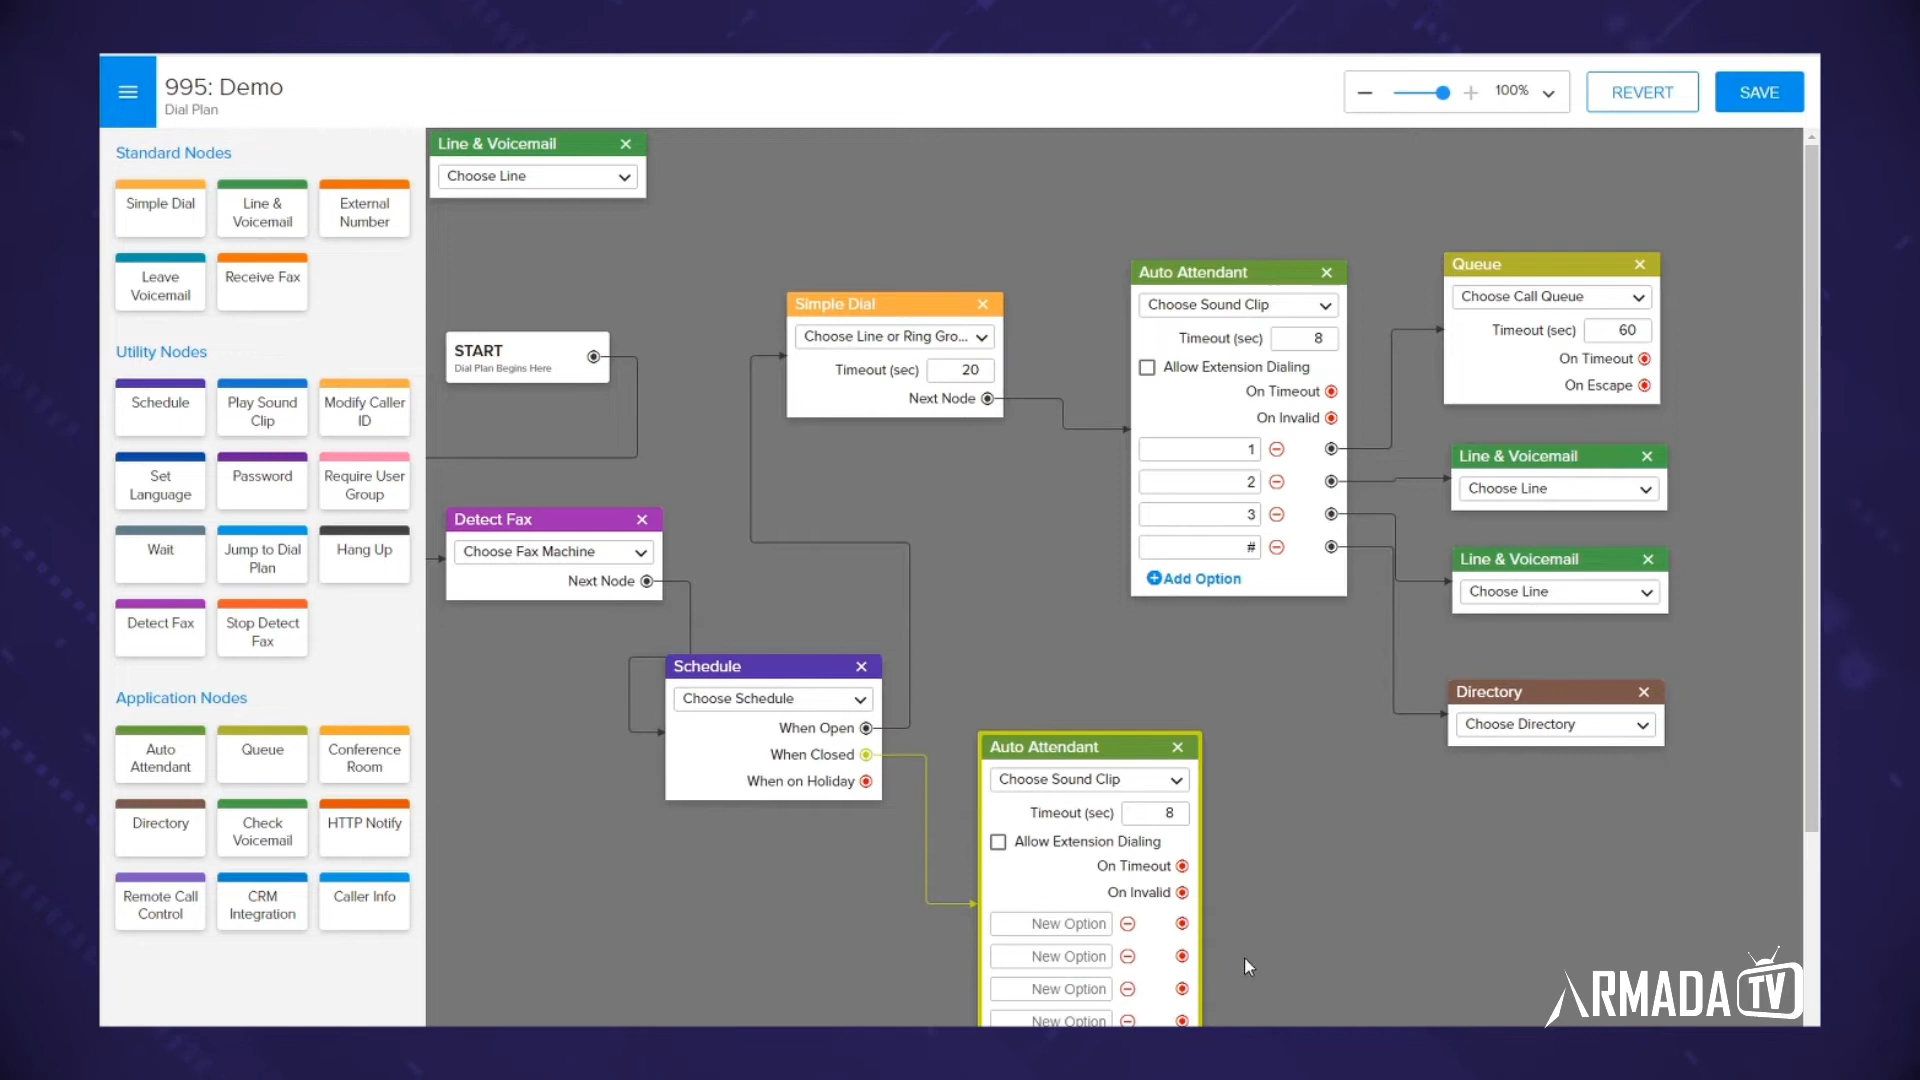 995: Demo
Dial Plan
100%
REVERT
SAVE
Standard Nodes
Simple Dial
Line &
Voicemail
External
Number
Leave
Voicemail
Receive Fax
Utility Nodes
Schedule
Play Sound
Clip
Modify Caller
ID
Set
Language
Password
Require User
Group
Wait
Jump to Dial
Plan
Hang Up
Detect Fax
Stop Detect
Fax
Application Nodes
Auto
Attendant
Queue
Conference
Room
Directory
Check
Voicemail
HTTP Notify
Remote Call
Control
CRM
Integration
Caller Info
Line & Voicemail
Choose Line
START
Dial Plan Begins Here
Detect Fax
Choose Fax Machine
Next Node
Schedule
Choose Schedule
When Open
When Closed
When on Holiday
Simple Dial
Choose Line or Ring Gro...
Timeout (sec) 20
Next Node
Auto Attendant
Choose Sound Clip
Timeout (sec) 8
Allow Extension Dialing
On Timeout
On Invalid
1
2
3
#
Add Option
Auto Attendant
Choose Sound Clip
Timeout (sec) 8
Allow Extension Dialing
On Timeout
On Invalid
New Option
New Option
New Option
New Option
Queue
Choose Call Queue
Timeout (sec) 60
On Timeout
On Escape
Line & Voicemail
Choose Line
Line & Voicemail
Choose Line
Directory
Choose Directory
ARMADA TV